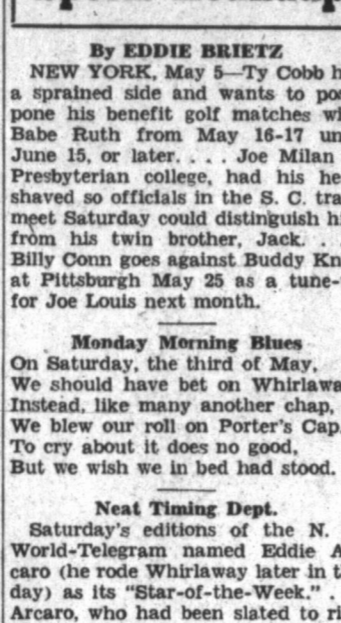 By EDDIE BRIETZ
NEW YORK, May 5—Ty Cobb h
a sprained side and wants to pos
pone his benefit golf matches wi
Babe Ruth from May 16-17 un
June 15, or later. . . . Joe Milan
Presbyterian college, had his he
shaved so officials in the S. C. tra
meet Saturday could distinguish hi
from his twin brother, Jack. . .
Billy Conn goes against Buddy Kn
at Pittsburgh May 25 as a tune-
for Joe Louis next month.
Monday Morning Blues
On Saturday, the third of May,
We should have bet on Whirlawa
Instead, like many another chap,
We blew our roll on Porter's Cap.
To cry about it does no good,
But we wish we in bed had stood.
Neat Timing Dept.
Saturday's editions of the N.
World-Telegram named Eddie A
caro (he rode Whirlaway later in t
day) as its "Star-of-the-Week." .
Arcaro, who had been slated to ri